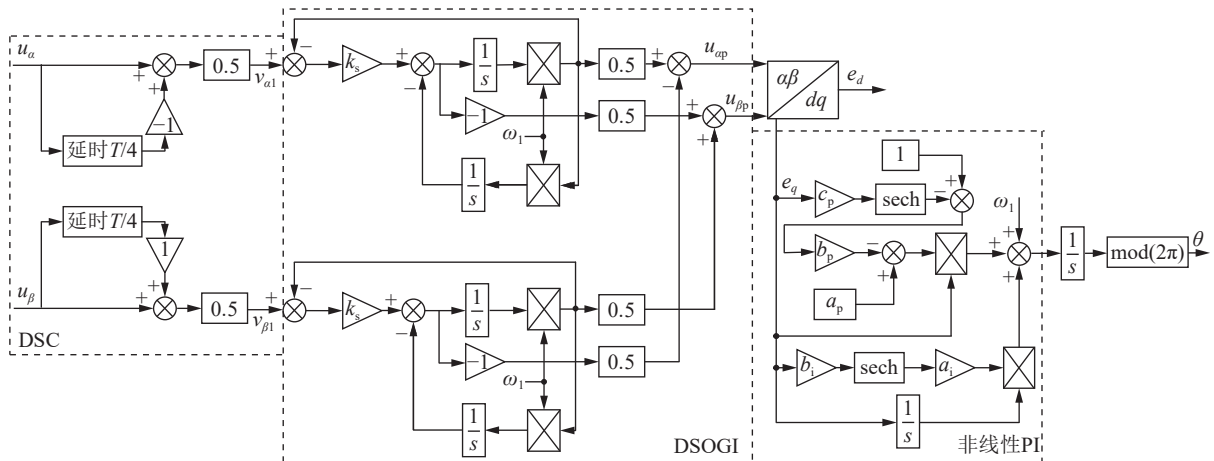 u_α
延时T/4
−1
0.5
v_α1
延时T/4
1
u_β
0.5
v_β1
DSC
k_s
1/s
−1
ω_1
1/s
0.5
0.5
k_s
1/s
−1
ω_1
1/s
0.5
0.5
DSOGI
u_αp
u_βp
αβ
dq
e_d
1
e_q
c_p
sech
b_p
a_p
b_i
sech
a_i
1/s
ω_1
非线性PI
1/s
mod(2π)
θ